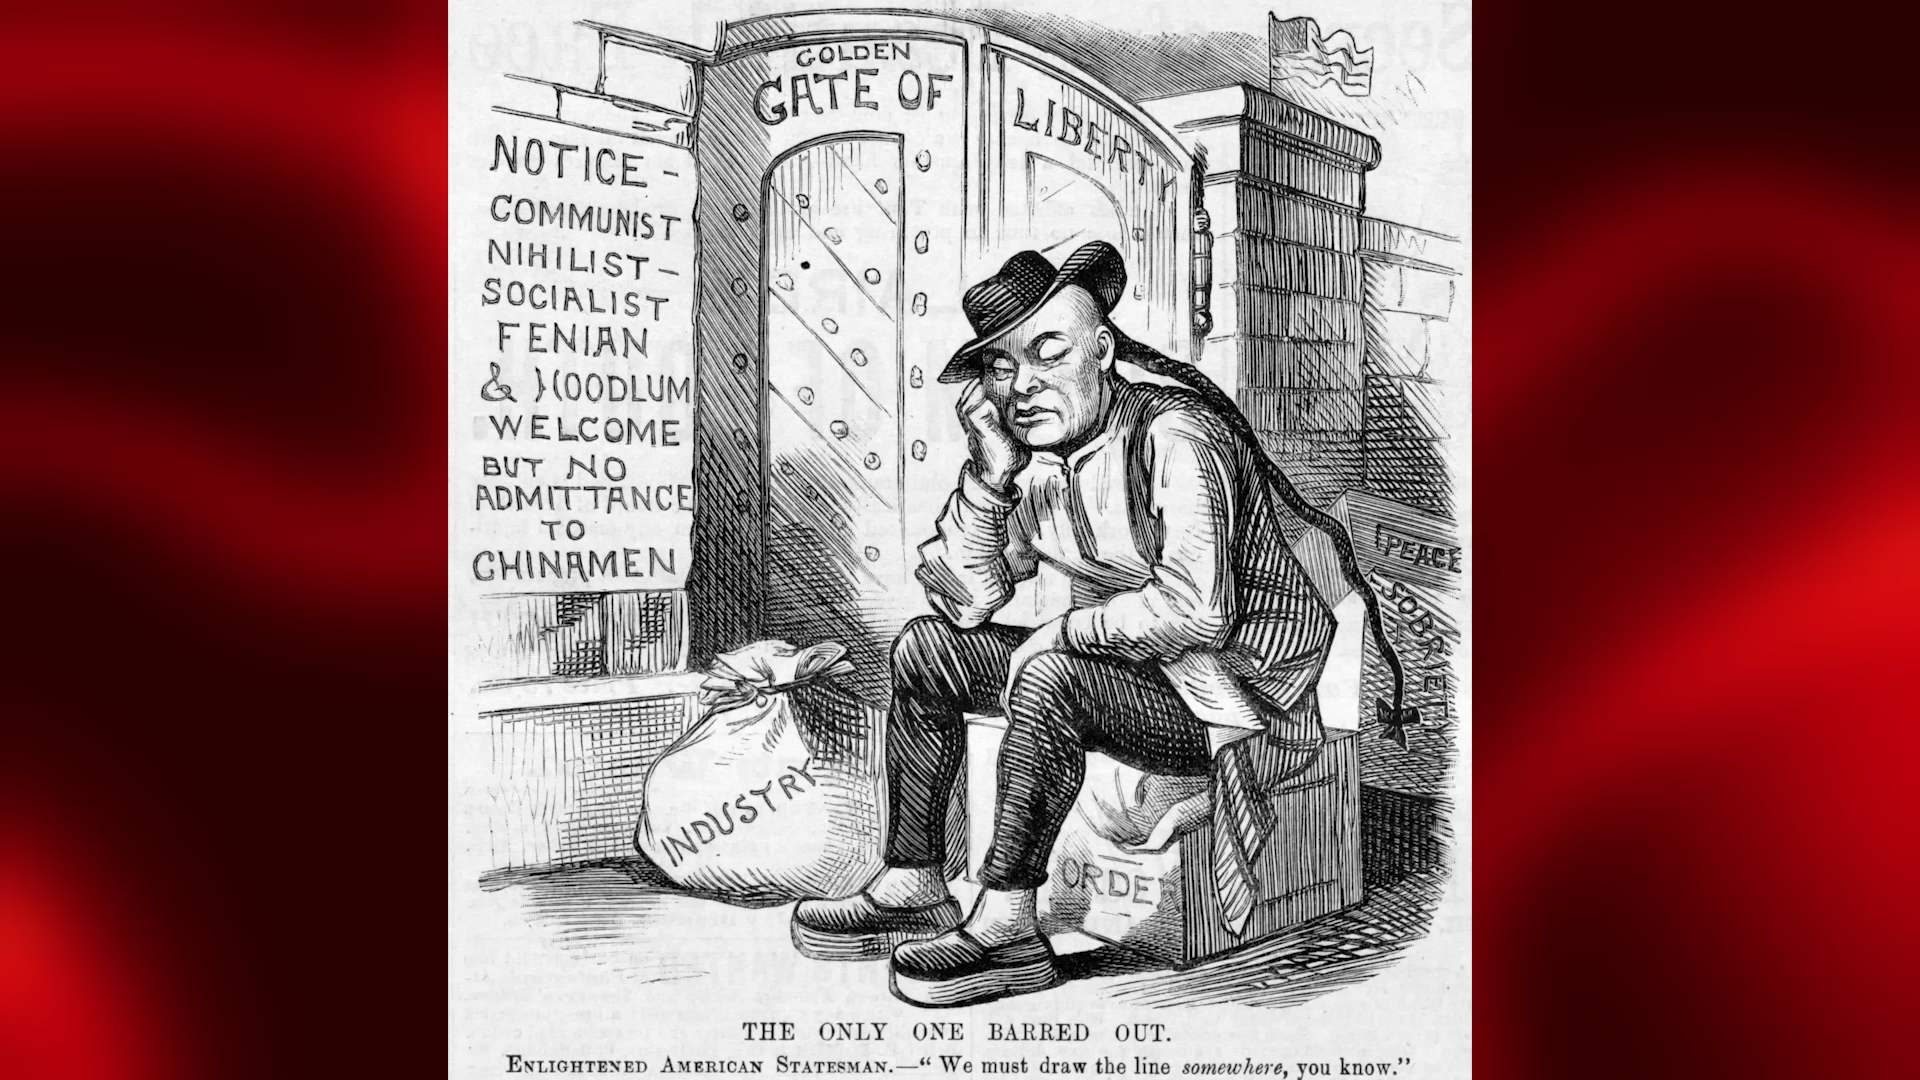 GOLDEN
GATE OF
LIBERTY
NOTICE-
COMMUNIST
NIHILIST-
SOCIALIST
FENIAN
& HOODLUM
WELCOME
BUT NO
ADMITTANCE
TO
CHINAMEN
PEACE
SOBRIETY
INDUSTRY
ORDER
THE ONLY ONE BARRED OUT.
ENLIGHTENED AMERICAN STATESMAN.—“We must draw the line somewhere, you know.”